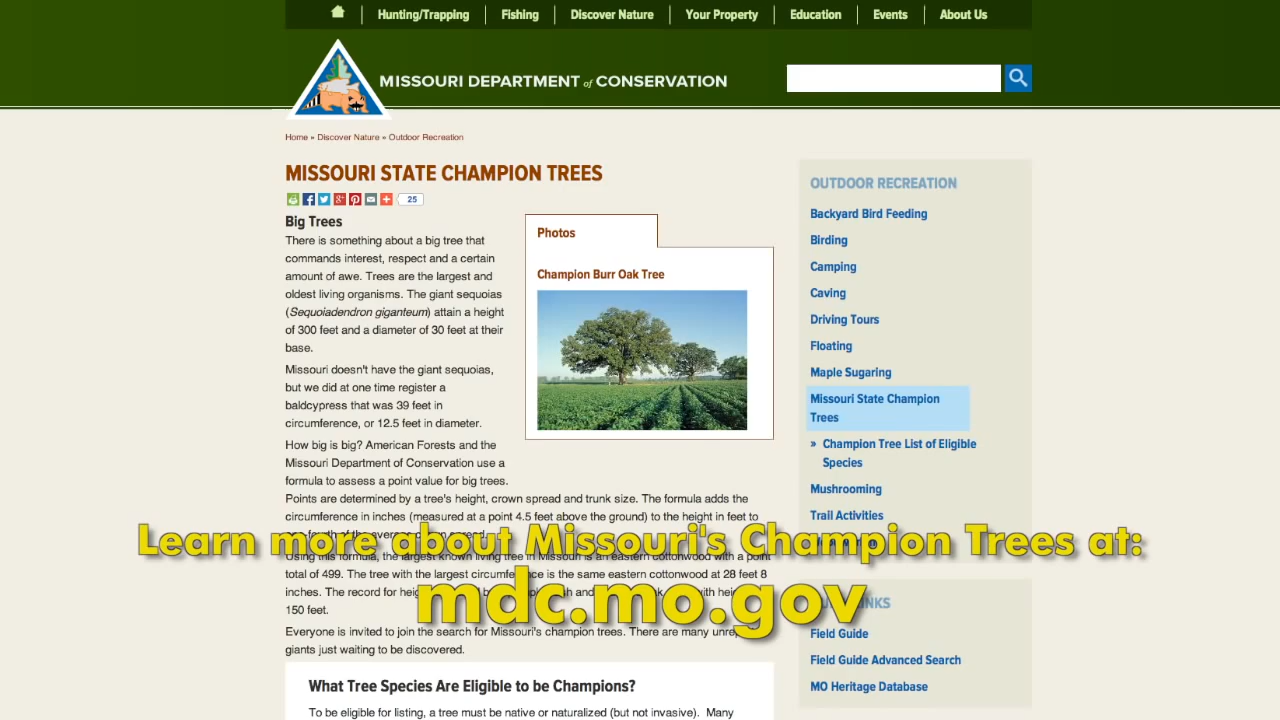 Hunting/Trapping Fishing Discover Nature Your Property Education Events About Us
MISSOURI DEPARTMENT of CONSERVATION
Home » Discover Nature » Outdoor Recreation
MISSOURI STATE CHAMPION TREES
25
Big Trees
There is something about a big tree that
commands interest, respect and a certain
amount of awe. Trees are the largest and
oldest living organisms. The giant sequoias
(Sequoiadendron giganteum) attain a height
of 300 feet and a diameter of 30 feet at their
base.
Missouri doesn't have the giant sequoias,
but we did at one time register a
baldcypress that was 39 feet in
circumference, or 12.5 feet in diameter.
How big is big? American Forests and the
Missouri Department of Conservation use a
formula to assess a point value for big trees.
Points are determined by a tree's height, crown spread and trunk size. The formula adds the
circumference in inches (measured at a point 4.5 feet above the ground) to the height in feet to
Using this formula, the largest known living tree in Missouri is an eastern cottonwood with a point
total of 499. The tree with the largest circumference is the same eastern cottonwood at 28 feet 8
inches. The record for with
150 feet.
Everyone is invited to join the search for Missouri's champion trees. There are many
giants just waiting to be discovered.
What Tree Species Are Eligible to be Champions?
To be eligible for listing, a tree must be native or naturalized (but not invasive). Many
Photos
Champion Burr Oak Tree
OUTDOOR RECREATION
Backyard Bird Feeding
Birding
Camping
Caving
Driving Tours
Floating
Maple Sugaring
Missouri State Champion
Trees
» Champion Tree List of Eligible
Species
Mushrooming
Trail Activities
Field Guide
Field Guide Advanced Search
MO Heritage Database
Learn more about Missouri's Champion Trees at:
mdc.mo.gov